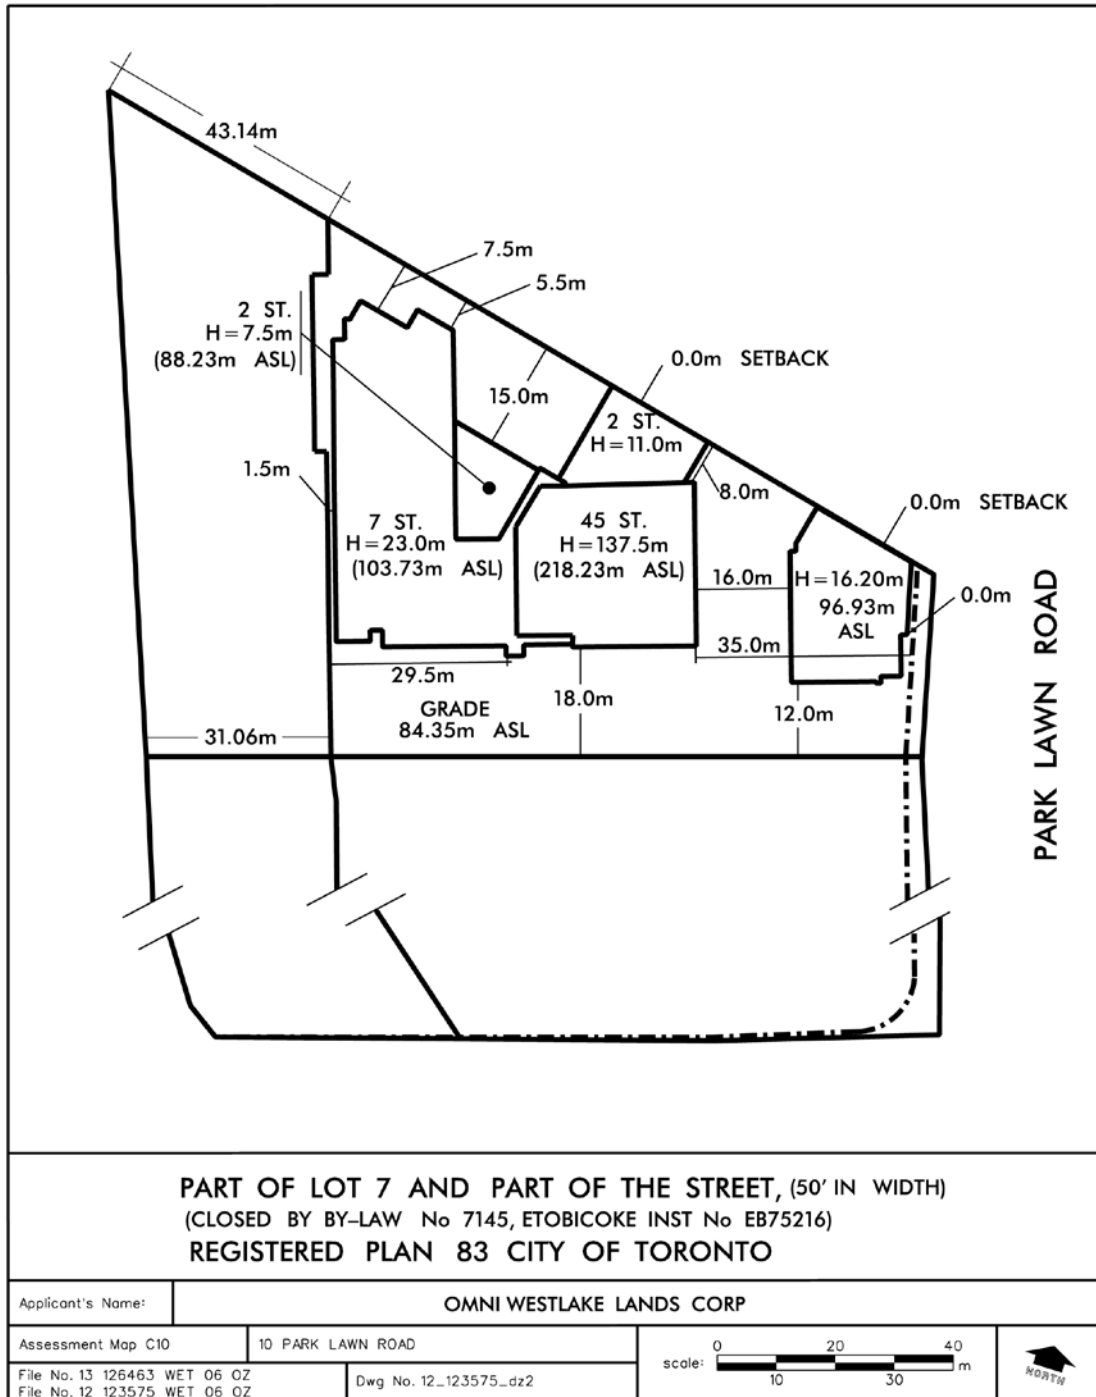 43.14m
7.5m
5.5m
2 ST.
H=7.5m
(88.23m ASL)
0.0m SETBACK
15.0m
2 ST.
H=11.0m
1.5m
8.0m
0.0m SETBACK
7 ST.
H=23.0m
(103.73m ASL)
45 ST.
H=137.5m
(218.23m ASL)
16.0m
H=16.20m
96.93m
ASL
0.0m
35.0m
29.5m
18.0m
12.0m
GRADE
84.35m ASL
31.06m
PARK LAWN ROAD
PART OF LOT 7 AND PART OF THE STREET, (50' IN WIDTH)
(CLOSED BY BY-LAW No 7145, ETOBICOKE INST No EB75216)
REGISTERED PLAN 83 CITY OF TORONTO
Applicant's Name:
OMNI WESTLAKE LANDS CORP
Assessment Map C10
10 PARK LAWN ROAD
File No. 13 126463 WET 06 OZ
File No. 12 123575 WET 06 OZ
Dwg No. 12_123575_dz2
scale:
0 20 40
m
10 30
NORTH